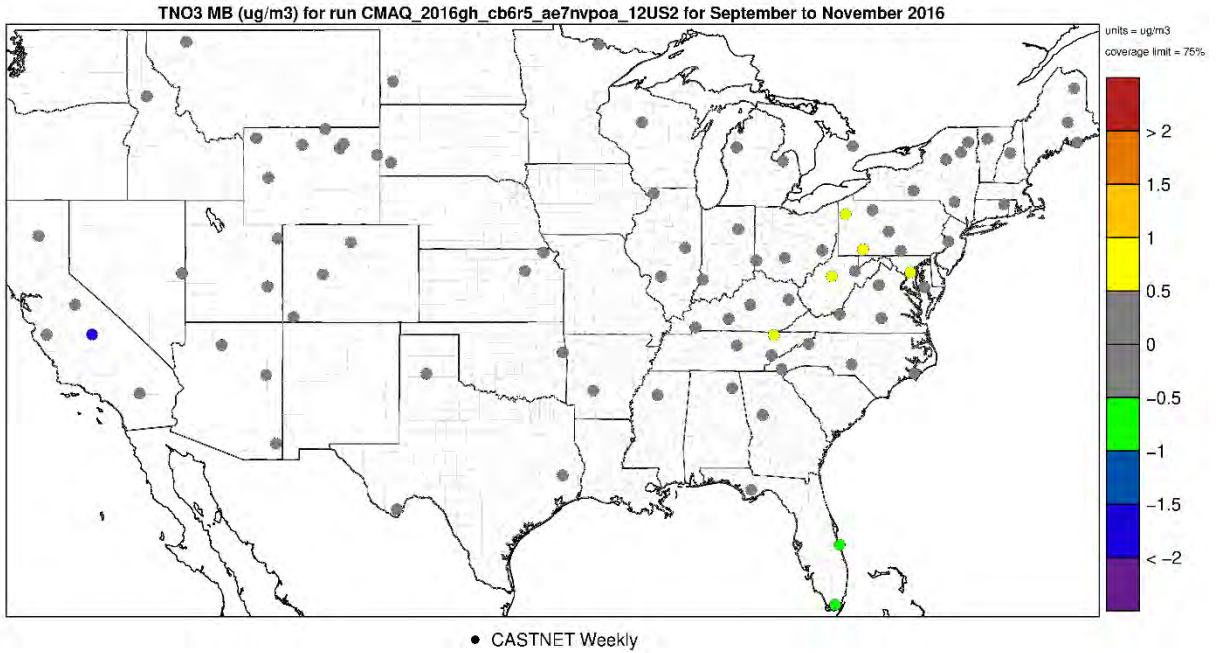 TNO3 MB (ug/m3) for run CMAQ_2016gh_cb6r5_ae7nvpoa_12US2 for September to November 2016
units = ug/m3
coverage limit = 75%
> 2
1.5
1
0.5
0
−0.5
−1
−1.5
< −2
● CASTNET Weekly